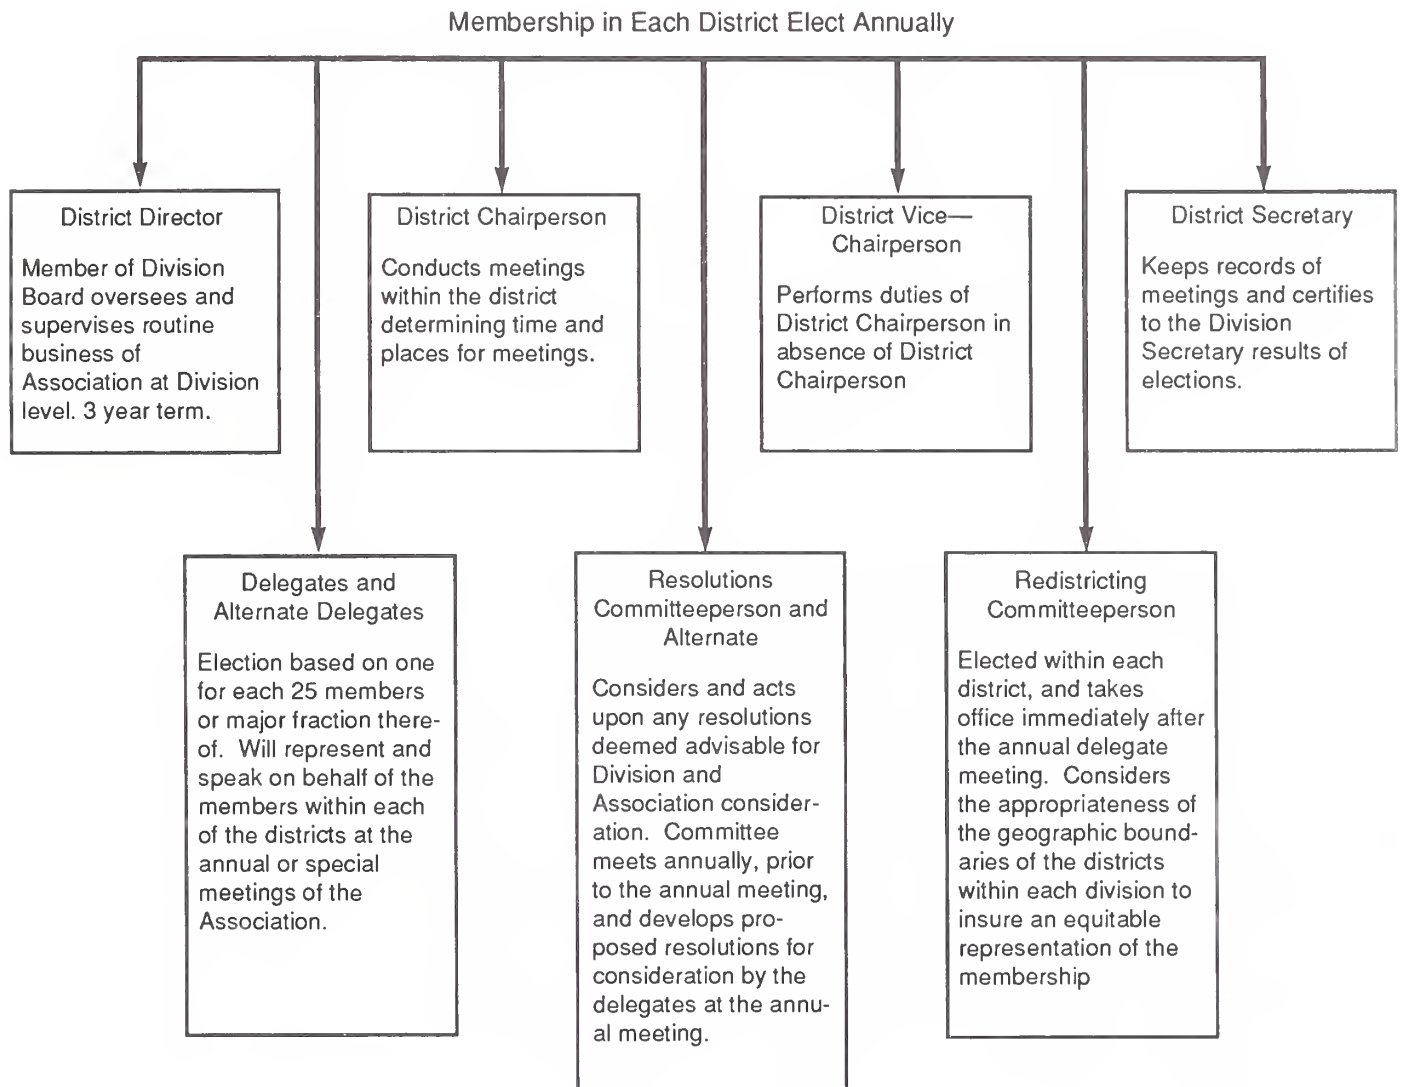 Membership in Each District Elect Annually
District Director
Member of Division
Board oversees and
supervises routine
business of
Association at Division
level. 3 year term.
District Chairperson
Conducts meetings
within the district
determining time and
places for meetings.
District Vice—
Chairperson
Performs duties of
District Chairperson in
absence of District
Chairperson
District Secretary
Keeps records of
meetings and certifies
to the Division
Secretary results of
elections.
Delegates and
Alternate Delegates
Election based on one
for each 25 members
or major fraction there-
of. Will represent and
speak on behalf of the
members within each
of the districts at the
annual or special
meetings of the
Association.
Resolutions
Committeeperson and
Alternate
Considers and acts
upon any resolutions
deemed advisable for
Division and
Association consider-
ation. Committee
meets annually, prior
to the annual meeting,
and develops pro-
posed resolutions for
consideration by the
delegates at the annu-
al meeting.
Redistricting
Committeeperson
Elected within each
district, and takes
office immediately after
the annual delegate
meeting. Considers
the appropriateness of
the geographic bound-
aries of the districts
within each division to
insure an equitable
representation of the
membership